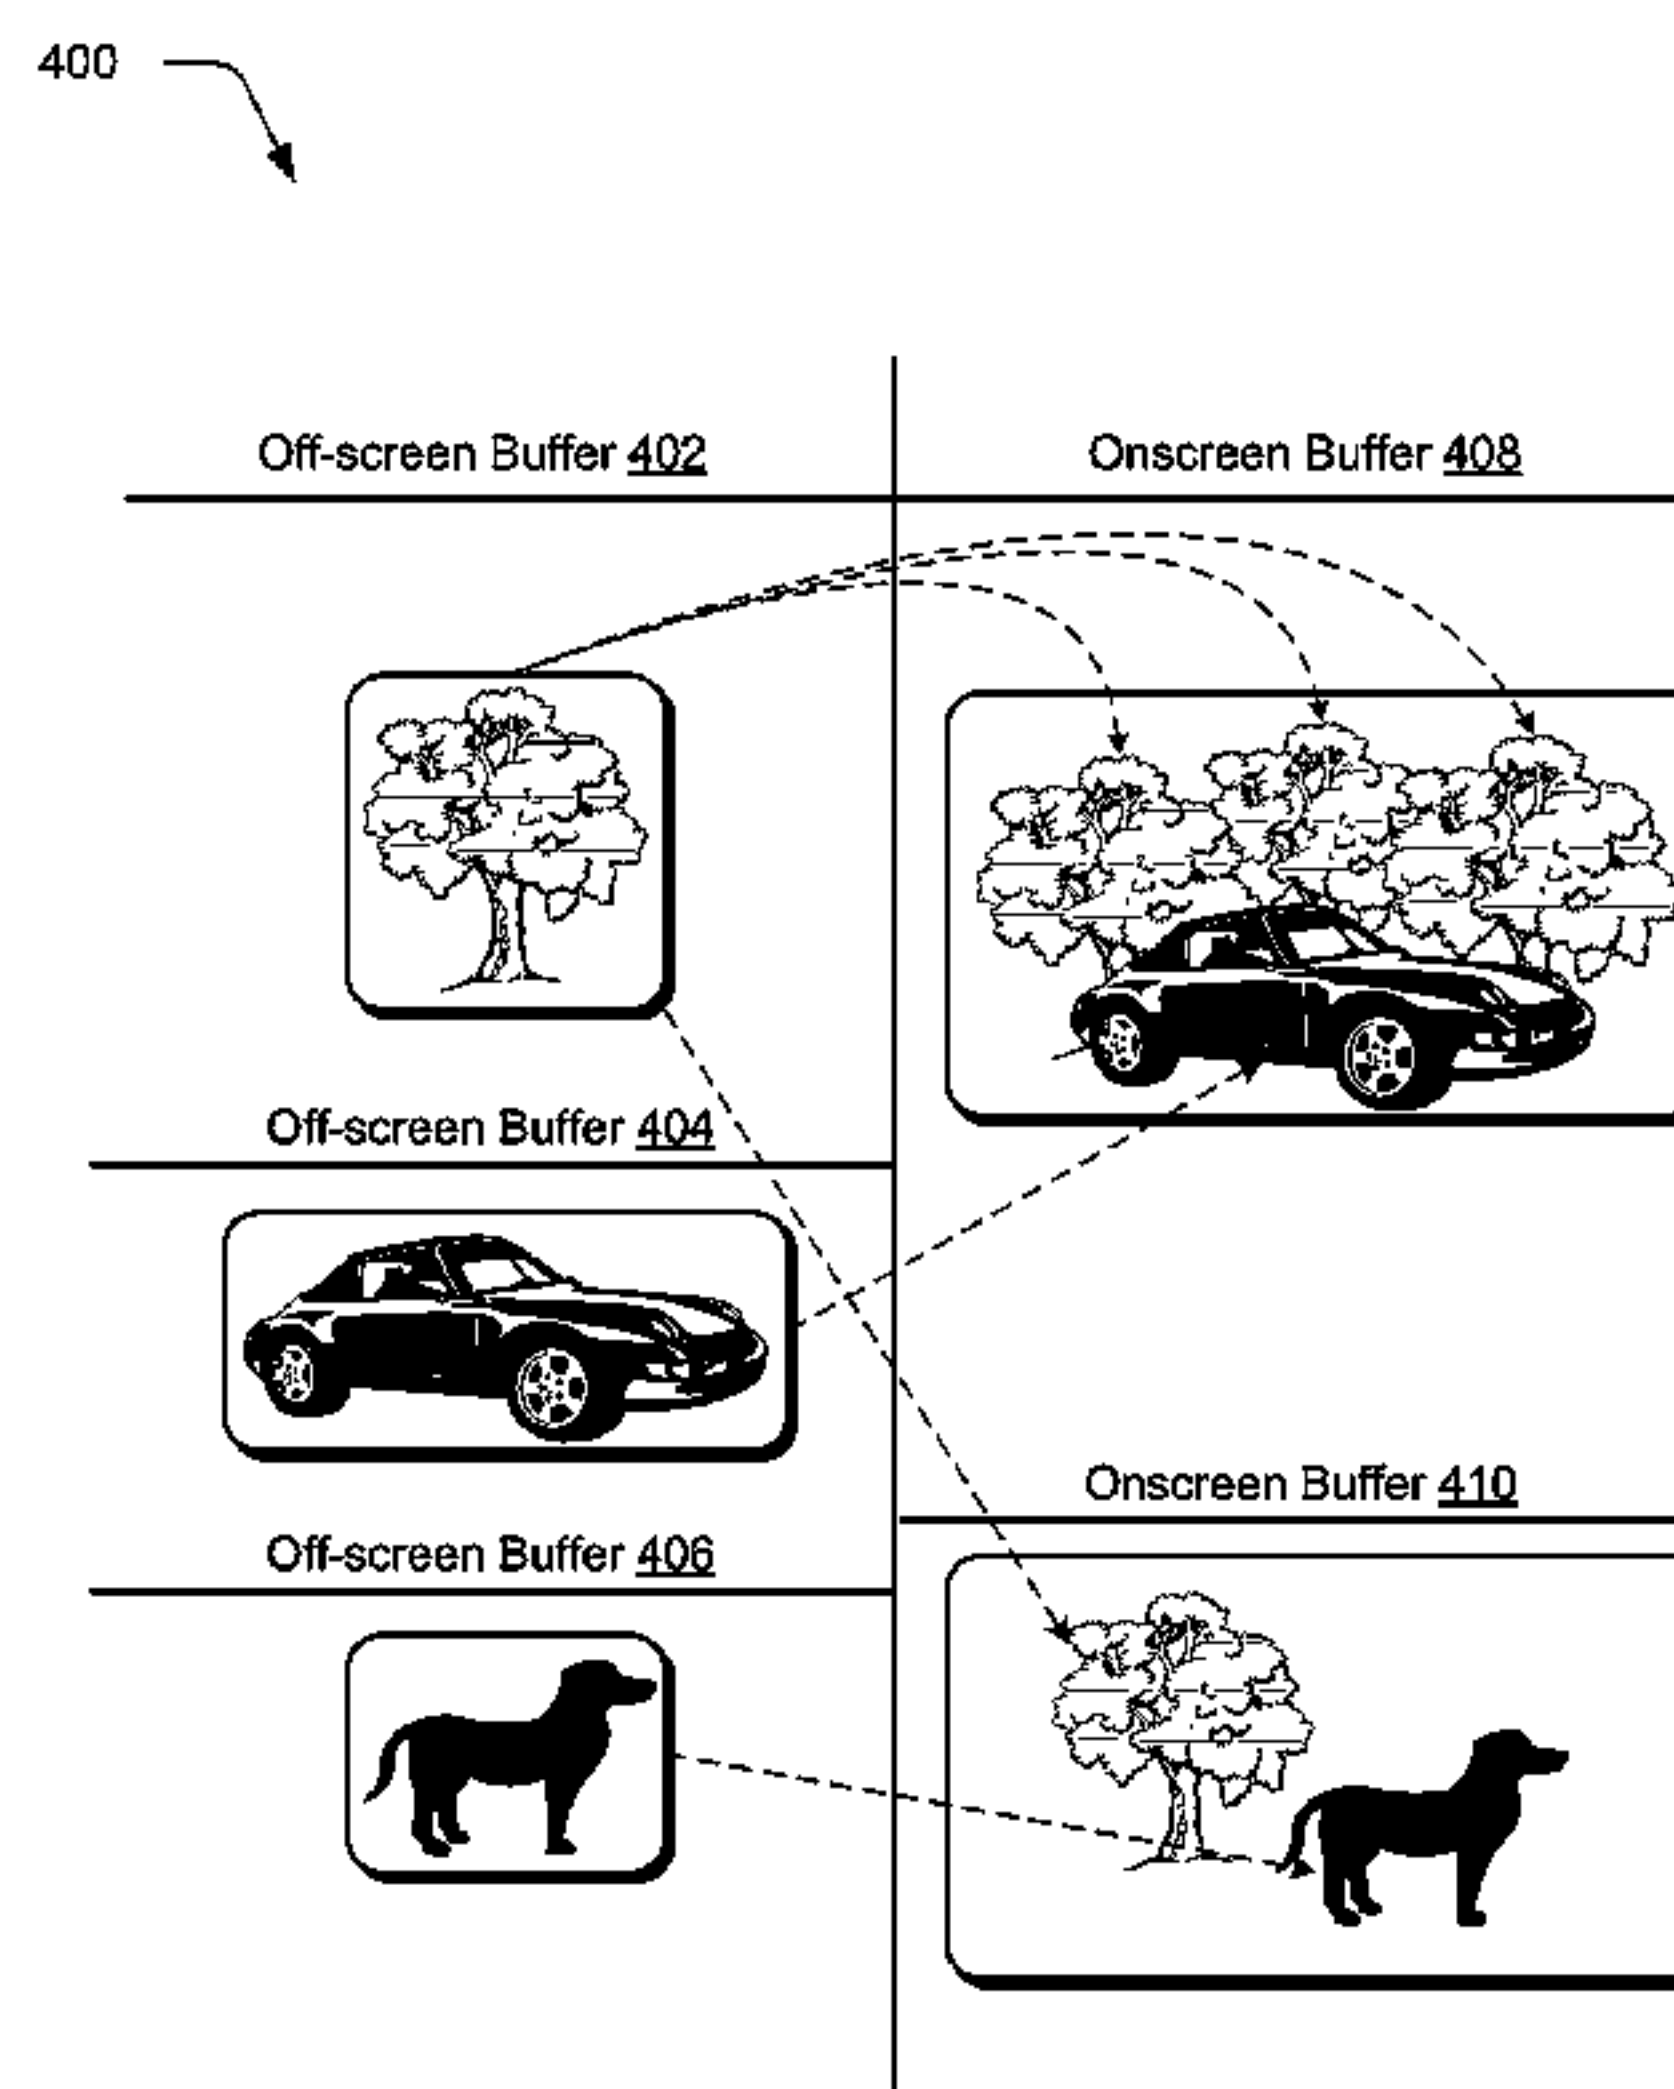 400
Off-screen Buffer 402
Onscreen Buffer 408
Off-screen Buffer 404
Onscreen Buffer 410
Off-screen Buffer 406